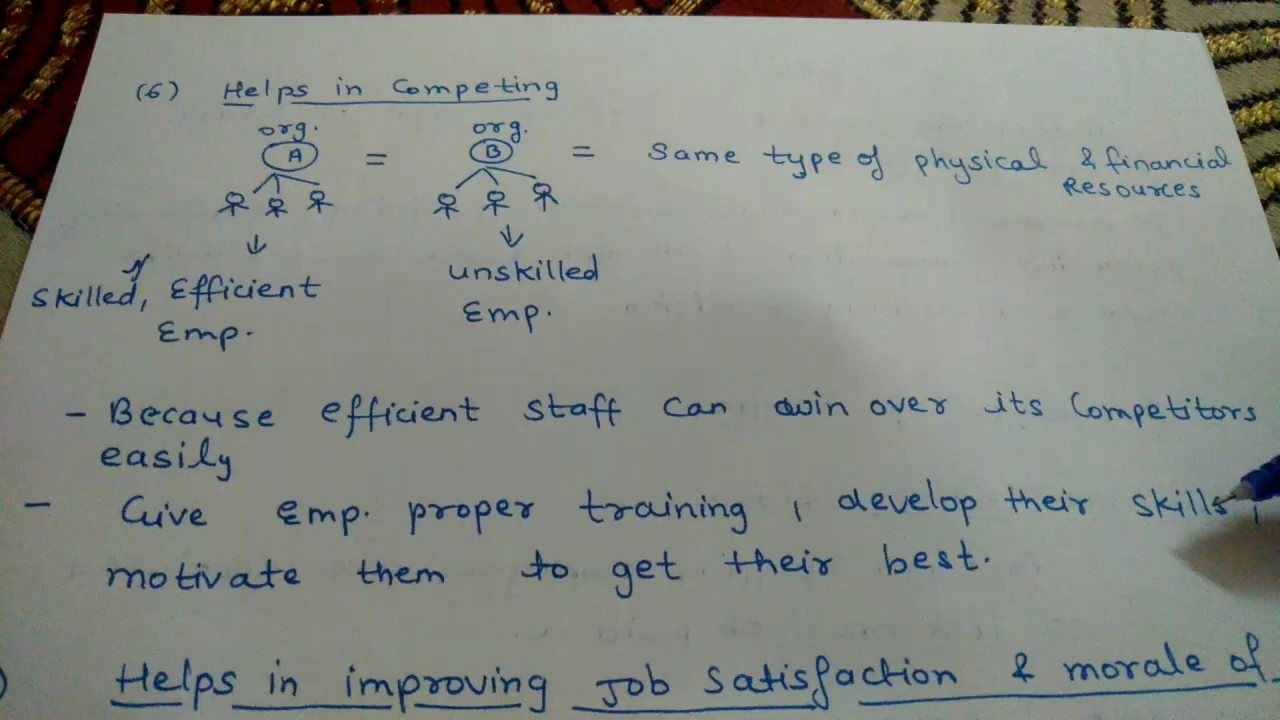 (6) Helps in Competing
org. org.
A = B = Same type of physical & financial
Resources
Skilled, Efficient
Emp.
unskilled
Emp.
- Because efficient staff can win over its Competitors
easily
- Give Emp. proper training, develop their skills,
motivate them to get their best.
) Helps in improving Job satisfaction & morale of